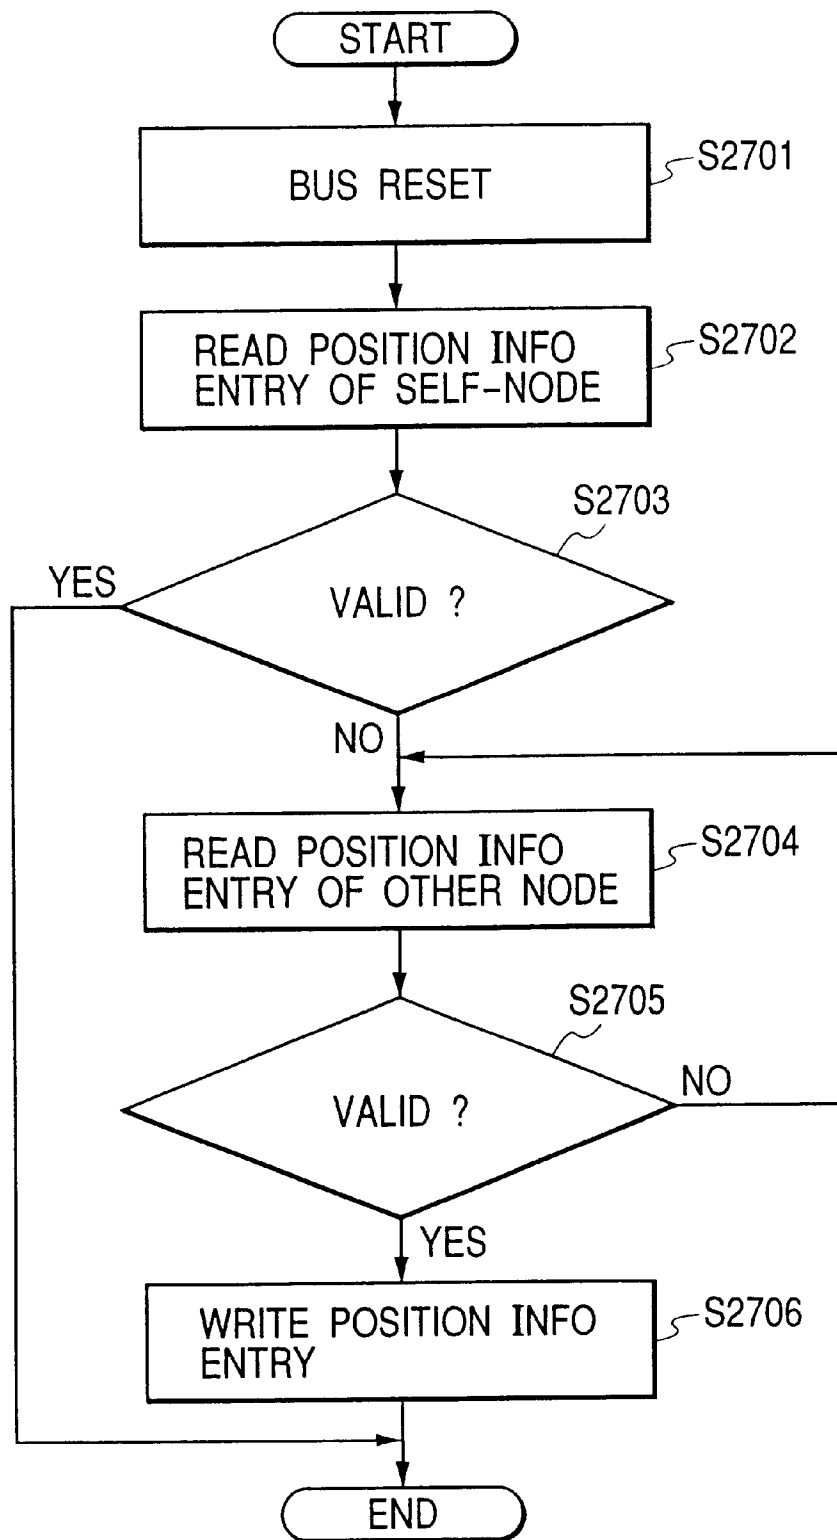 START
BUS RESET
S2701
READ POSITION INFO
ENTRY OF SELF-NODE
S2702
S2703
YES
VALID ?
NO
READ POSITION INFO
ENTRY OF OTHER NODE
S2704
S2705
VALID ?
NO
YES
WRITE POSITION INFO
ENTRY
S2706
END